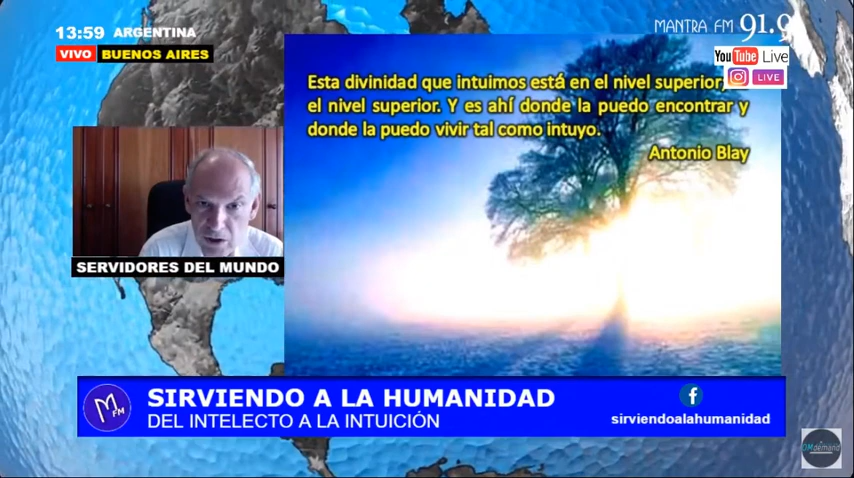 13:59 ARGENTINA
VIVO BUENOS AIRES
MANTRA FM 91.9
YouTube Live
LIVE
Esta divinidad que intuimos está en el nivel superior,
el nivel superior. Y es ahí donde la puedo encontrar y
donde la puedo vivir tal como intuyo.
Antonio Blay
SERVIDORES DEL MUNDO
M FM
SIRVIENDO A LA HUMANIDAD
DEL INTELECTO A LA INTUICIÓN
sirviendoalahumanidad
DMdemand